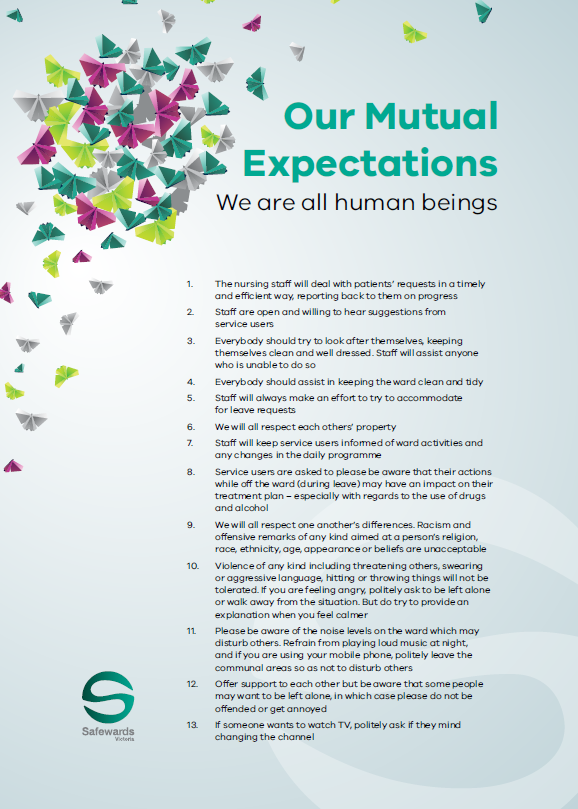 Our Mutual
Expectations
We are all human beings
1. The nursing staff will deal with patients' requests in a timely
and efficient way, reporting back to them on progress
2. Staff are open and willing to hear suggestions from
service users
3. Everybody should try to look after themselves, keeping
themselves clean and well dressed. Staff will assist anyone
who is unable to do so
4. Everybody should assist in keeping the ward clean and tidy
5. Staff will always make an effort to try to accommodate
for leave requests
6. We will all respect each others' property
7. Staff will keep service users informed of ward activities and
any changes in the daily programme
8. Service users are asked to please be aware that their actions
while off the ward (during leave) may have an impact on their
treatment plan – especially with regards to the use of drugs
and alcohol
9. We will all respect one another's differences. Racism and
offensive remarks of any kind aimed at a person's religion,
race, ethnicity, age, appearance or beliefs are unacceptable
10. Violence of any kind including threatening others, swearing
or aggressive language, hitting or throwing things will not be
tolerated. If you are feeling angry, politely ask to be left alone
or walk away from the situation. But do try to provide an
explanation when you feel calmer
11. Please be aware of the noise levels on the ward which may
disturb others. Refrain from playing loud music at night,
and if you are using your mobile phone, politely leave the
communal areas so as not to disturb others
12. Offer support to each other but be aware that some people
may want to be left alone, in which case please do not be
offended or get annoyed
13. If someone wants to watch TV, politely ask if they mind
changing the channel
Safewards
Victoria